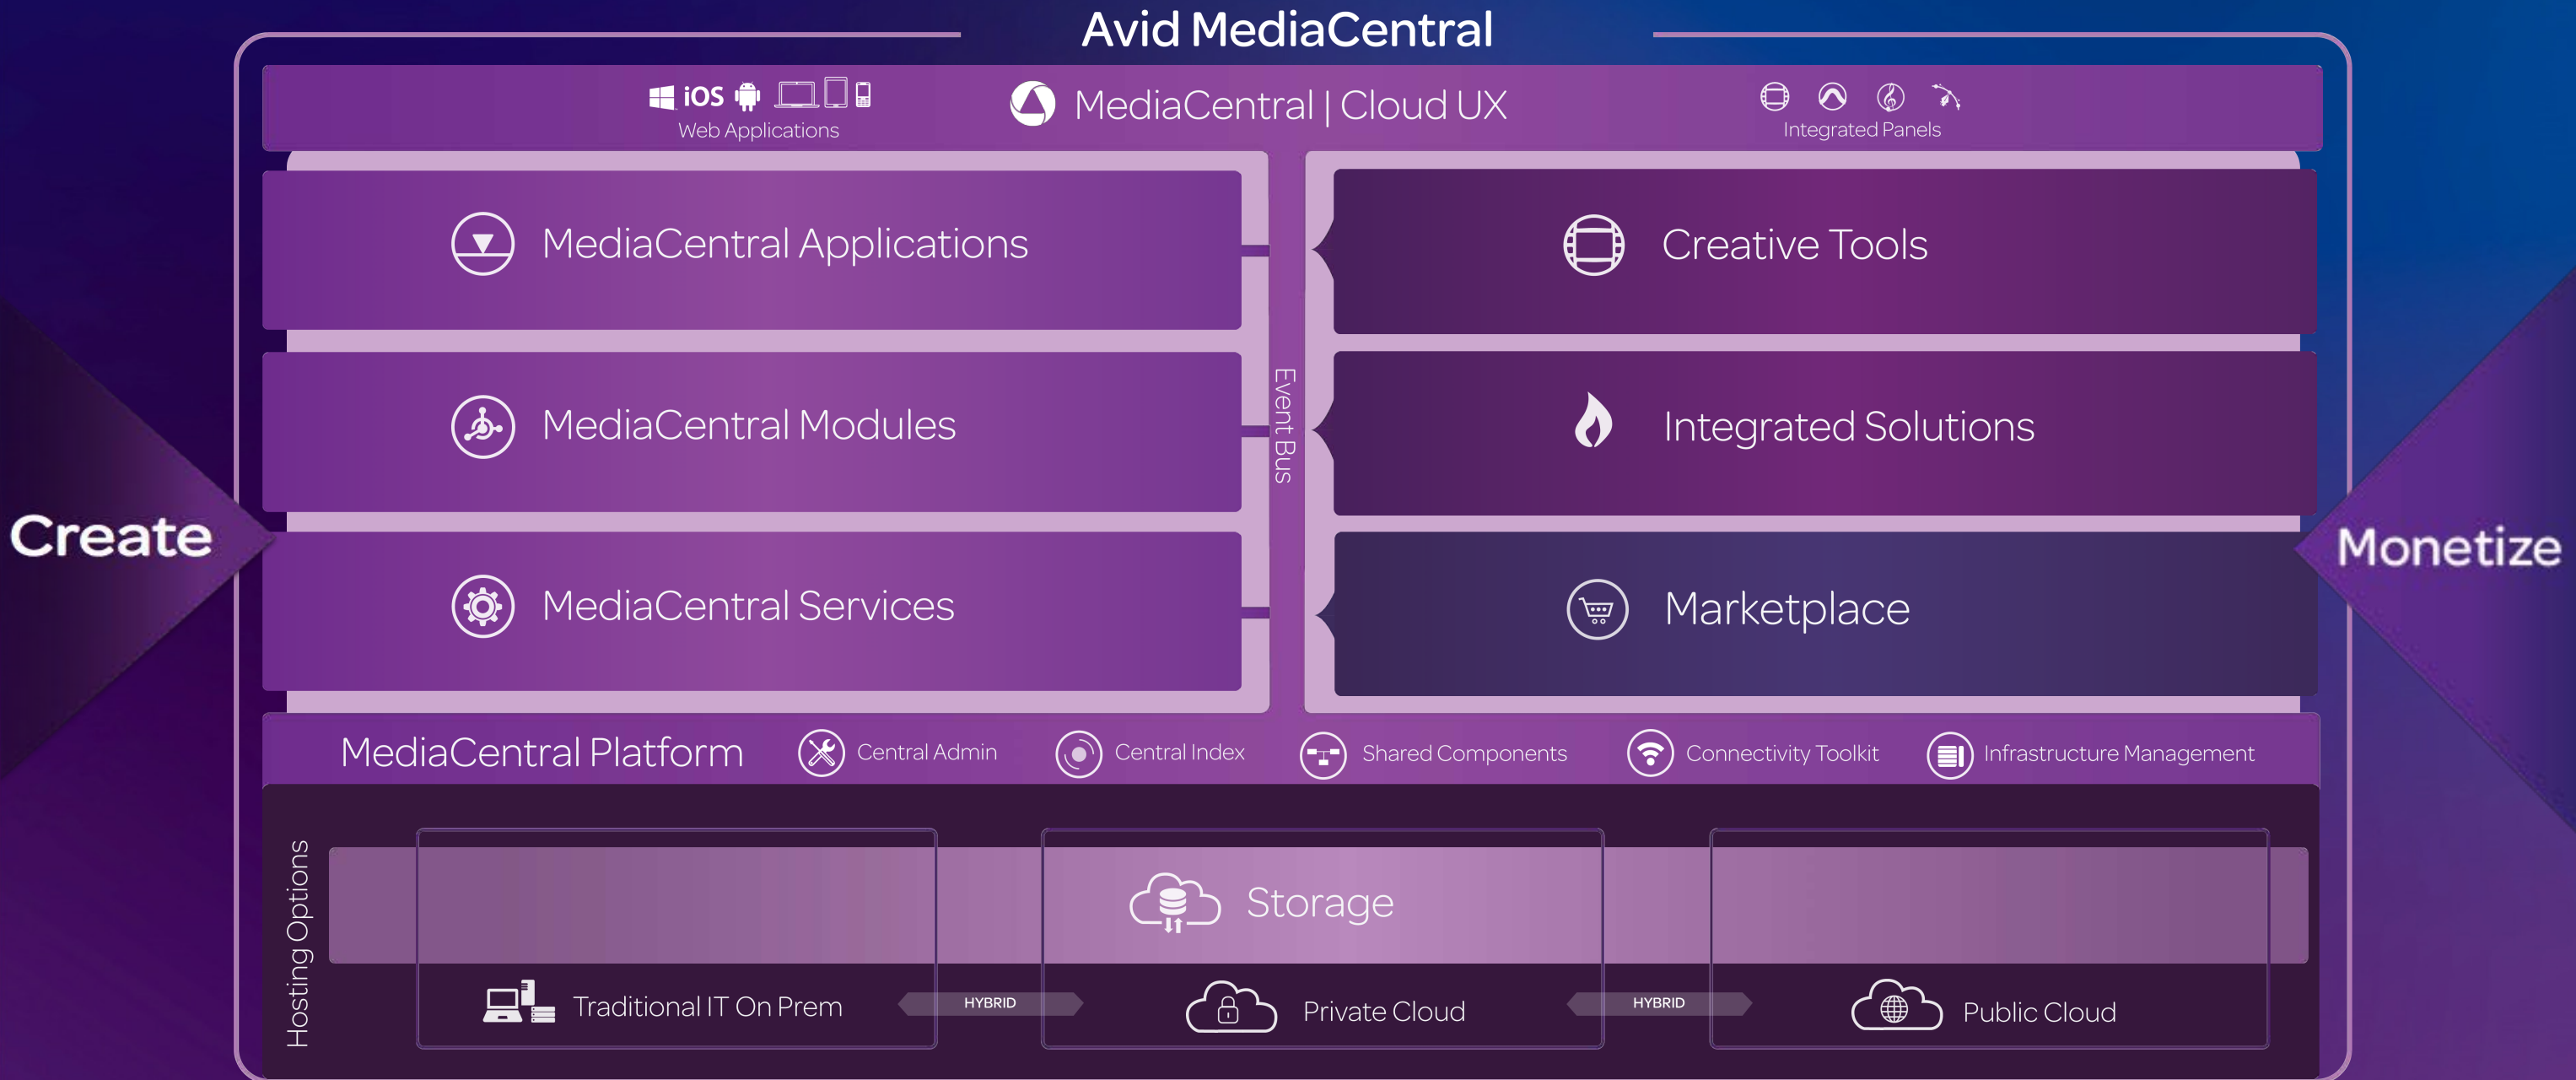 Avid MediaCentral
iOS
Web Applications
MediaCentral | Cloud UX
Integrated Panels
MediaCentral Applications
Creative Tools
MediaCentral Modules
Event Bus
Integrated Solutions
Create
Monetize
MediaCentral Services
Marketplace
MediaCentral Platform
Central Admin
Central Index
Shared Components
Connectivity Toolkit
Infrastructure Management
Hosting Options
Storage
Traditional IT On Prem
HYBRID
Private Cloud
HYBRID
Public Cloud